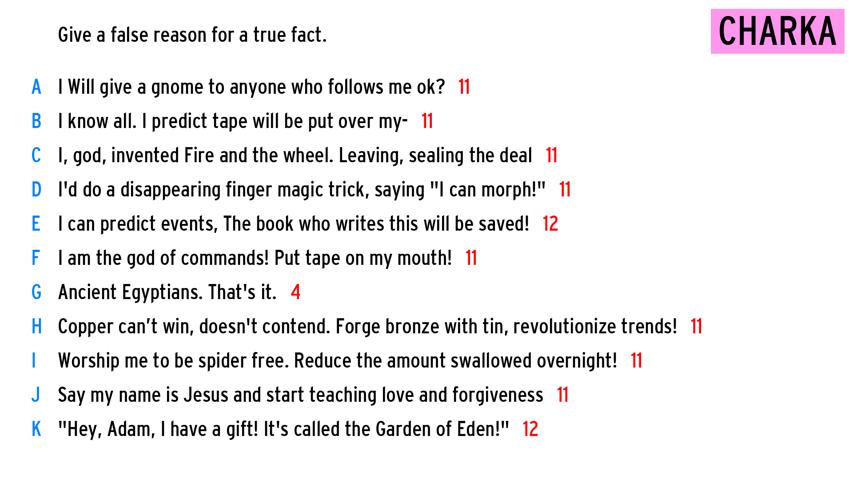 Give a false reason for a true fact.
CHARKA
A I Will give a gnome to anyone who follows me ok? 11
B I know all. I predict tape will be put over my- 11
C I, god, invented Fire and the wheel. Leaving, sealing the deal 11
D I'd do a disappearing finger magic trick, saying "I can morph!" 11
E I can predict events, The book who writes this will be saved! 12
F I am the god of commands! Put tape on my mouth! 11
G Ancient Egyptians. That's it. 4
H Copper can’t win, doesn't contend. Forge bronze with tin, revolutionize trends! 11
I Worship me to be spider free. Reduce the amount swallowed overnight! 11
J Say my name is Jesus and start teaching love and forgiveness 11
K "Hey, Adam, I have a gift! It's called the Garden of Eden!" 12